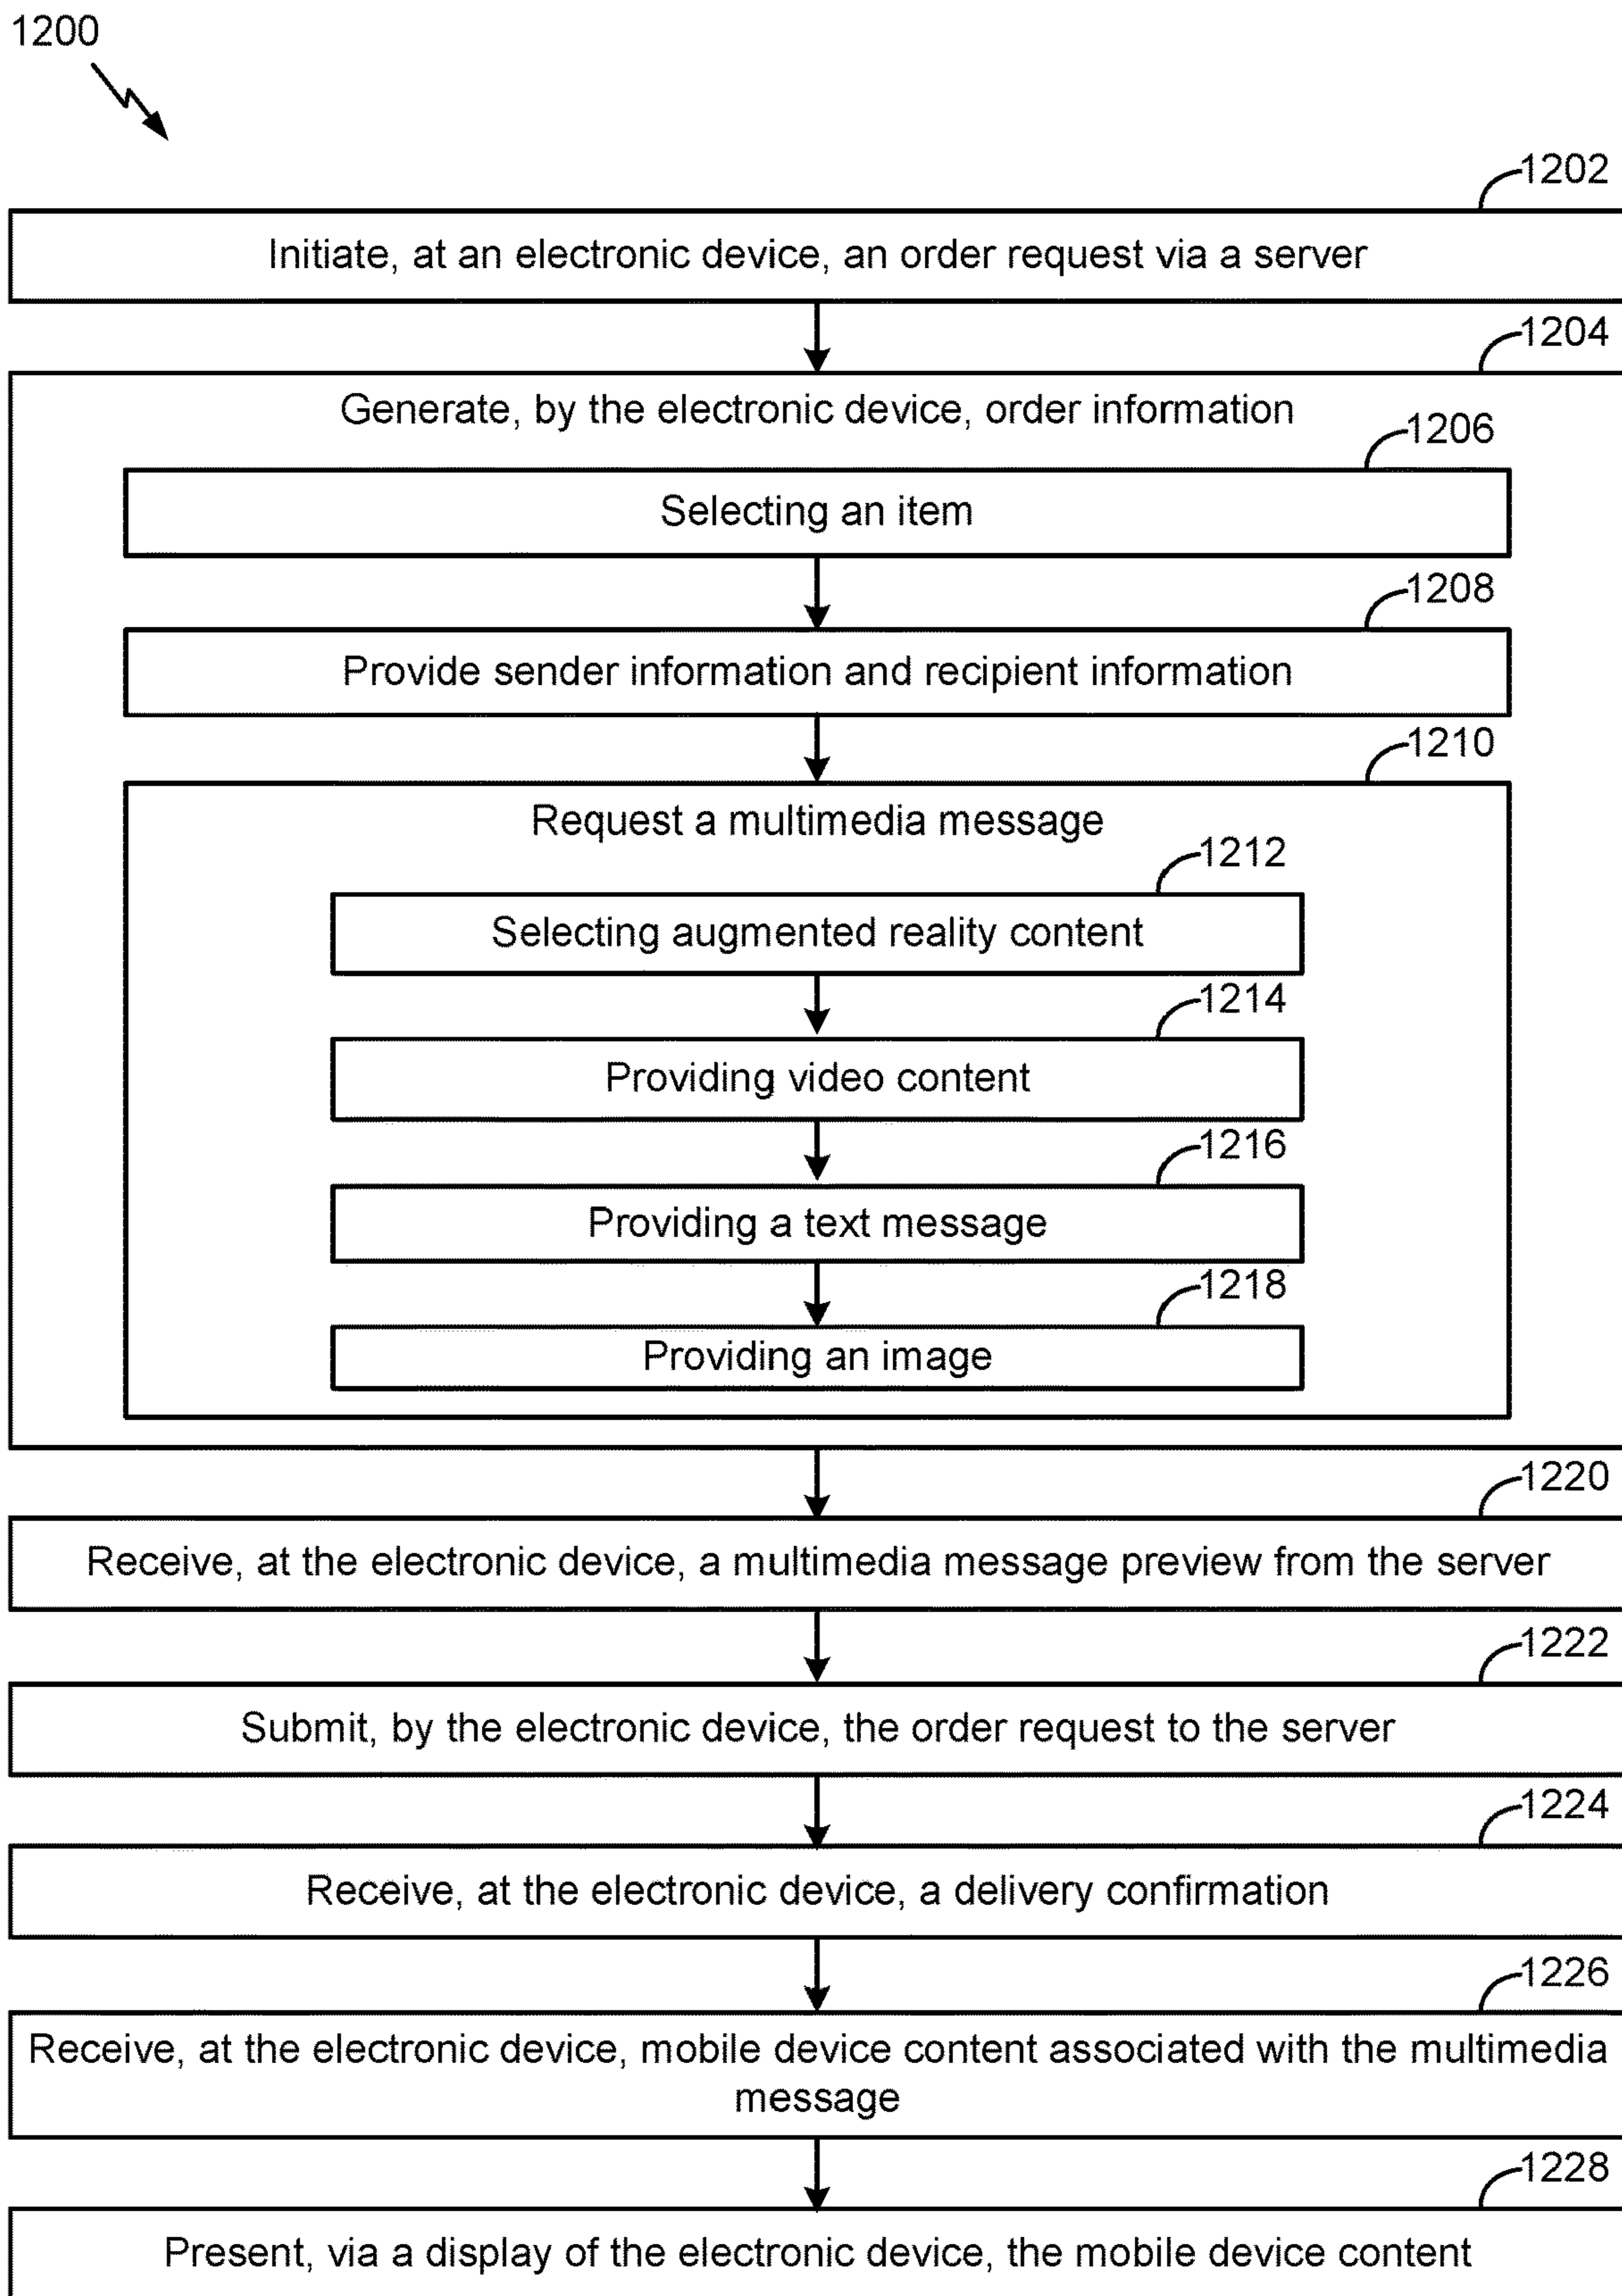 1200
1202
Initiate, at an electronic device, an order request via a server
1204
Generate, by the electronic device, order information
1206
Selecting an item
1208
Provide sender information and recipient information
1210
Request a multimedia message
1212
Selecting augmented reality content
1214
Providing video content
1216
Providing a text message
1218
Providing an image
1220
Receive, at the electronic device, a multimedia message preview from the server
1222
Submit, by the electronic device, the order request to the server
1224
Receive, at the electronic device, a delivery confirmation
1226
Receive, at the electronic device, mobile device content associated with the multimedia
message
1228
Present, via a display of the electronic device, the mobile device content